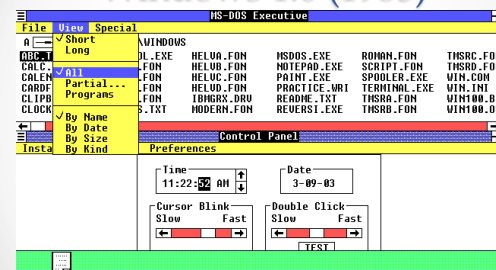 MS-DOS Executive
File View Special
A \WINDOWS
✓Short
Long
✓All
Partial...
Programs
✓By Name
By Date
By Size
By Kind
ABC.T JL.EXE HELVA.FON MSDOS.EXE ROMAN.FON TMSRC.FO
CALC. .FON HELVB.FON NOTEPAD.EXE SCRIPT.FON TMSRD.FO
CALEN .FON HELVC.FON PAINT.EXE SPOOLER.EXE WIN.COM
CARDF .FON HELVD.FON PRACTICE.WRI TERMINAL.EXE WIN.INI
CLIPB .FON IBMGRX.DRV README.TXT TMSRA.FON WIN100.B
CLOCK S.TXT MODERN.FON REVERSI.EXE TMSRB.FON WIN100.O
Control Panel
Insta Preferences
Time
11:22:52 AM
Date
3-09-03
Cursor Blink
Slow Fast
Double Click
Slow Fast
TEST